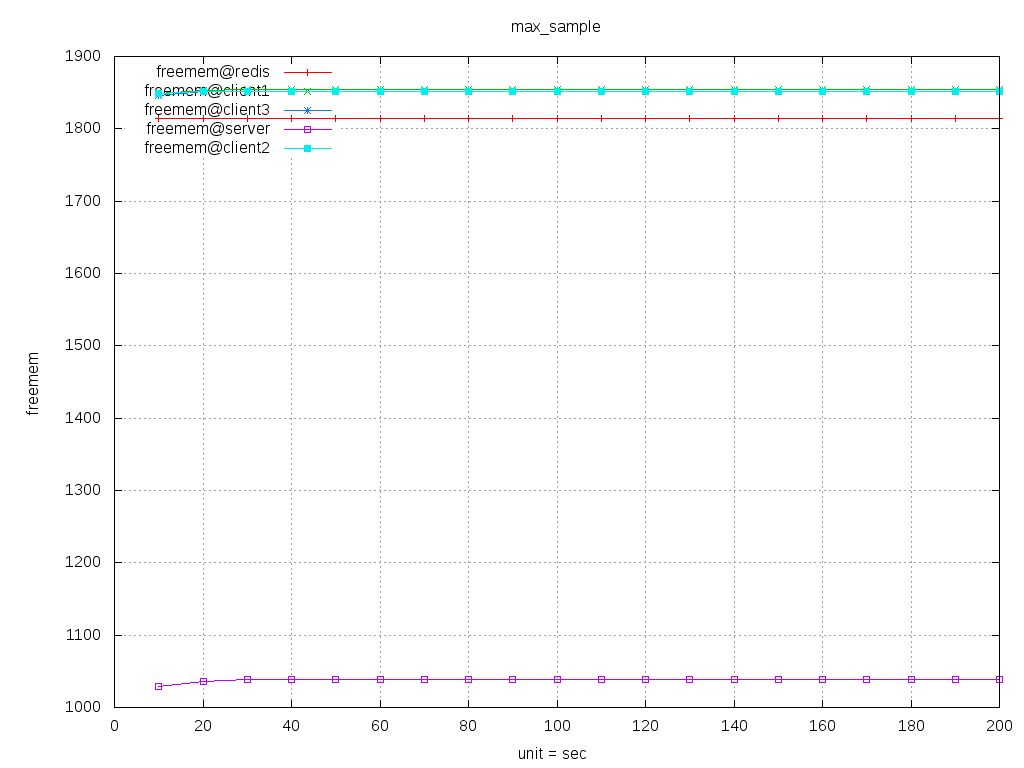 max_sample
1900
1800
1700
1600
1500
1400
1300
1200
1100
1000
freemem
freemem@redis
freemem@client1
freemem@client3
freemem@server
freemem@client2
0 20 40 60 80 100 120 140 160 180 200
unit = sec